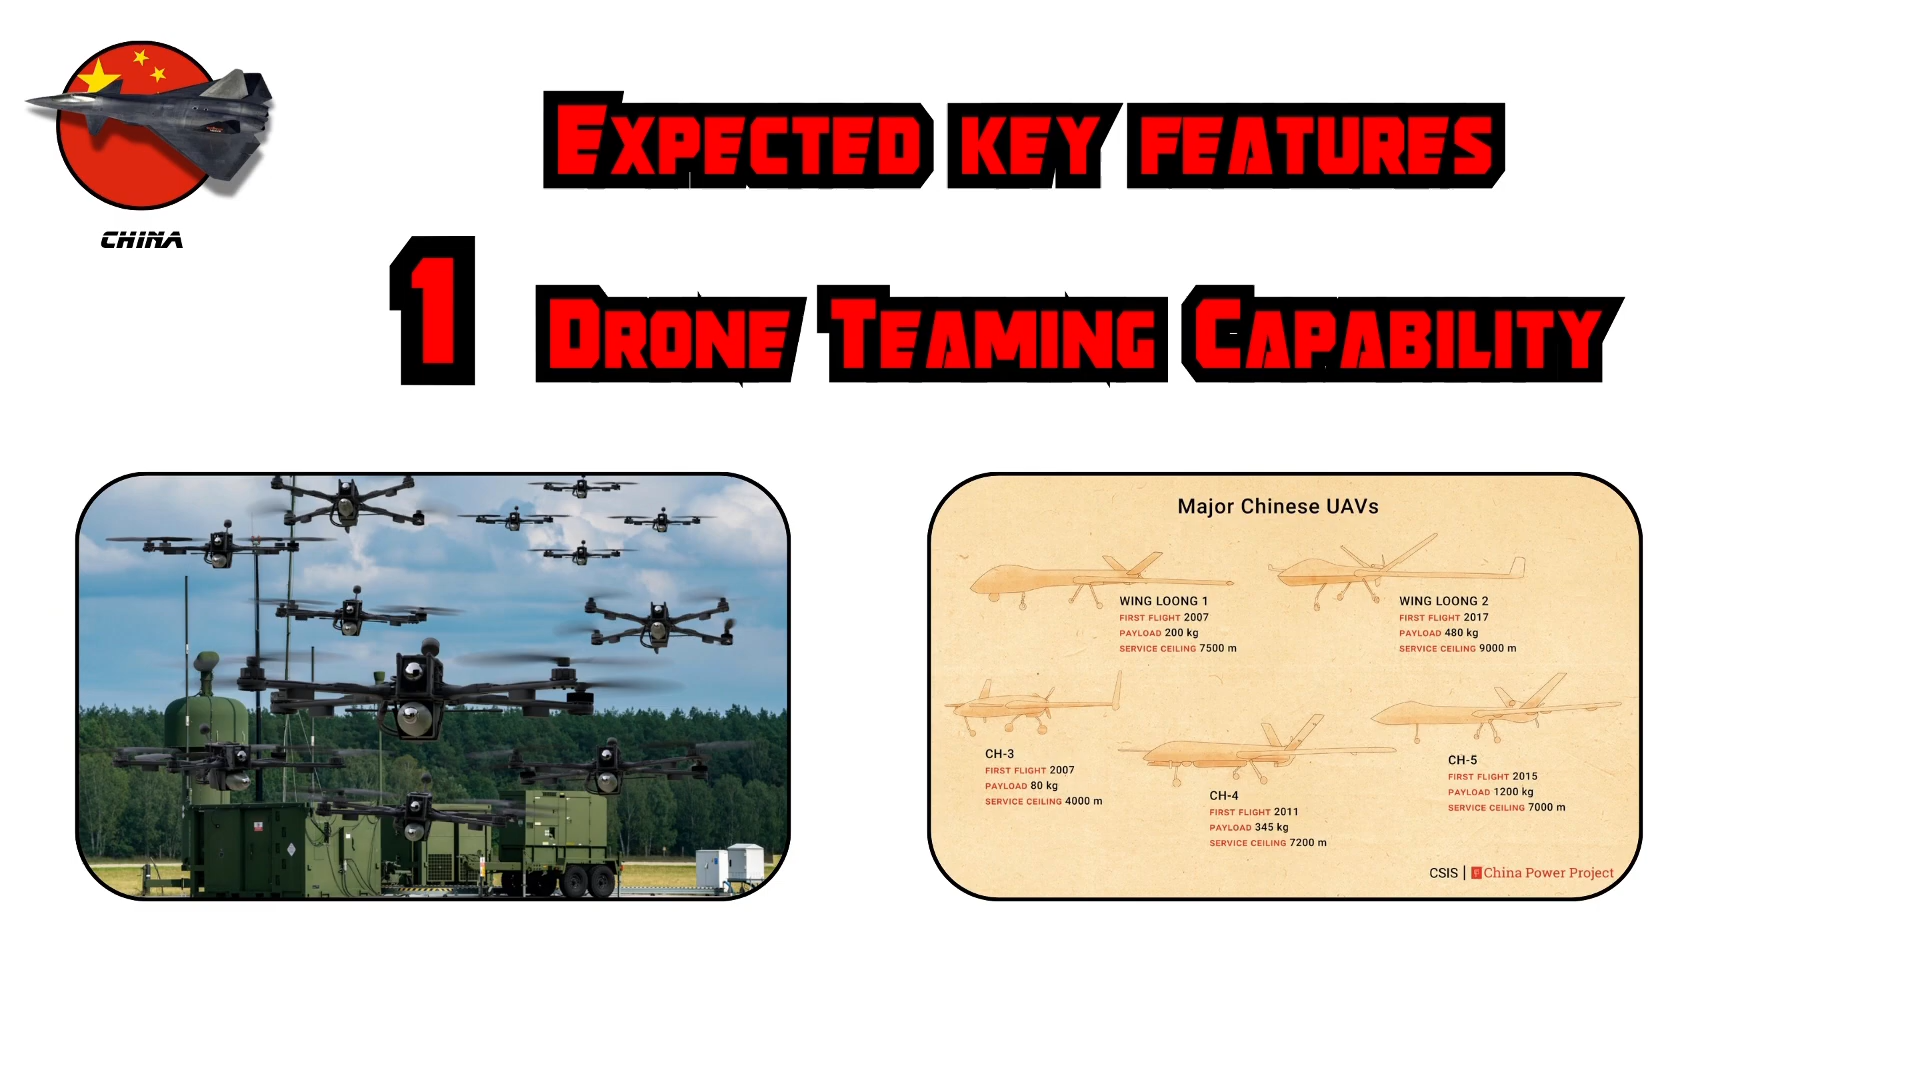 Expected key features
CHINA
1 Drone Teaming Capability
Major Chinese UAVs
WING LOONG 1
FIRST FLIGHT 2007
PAYLOAD 200 kg
SERVICE CEILING 7500 m
WING LOONG 2
FIRST FLIGHT 2017
PAYLOAD 480 kg
SERVICE CEILING 9000 m
CH-3
FIRST FLIGHT 2007
PAYLOAD 80 kg
SERVICE CEILING 4000 m
CH-4
FIRST FLIGHT 2011
PAYLOAD 345 kg
SERVICE CEILING 7200 m
CH-5
FIRST FLIGHT 2015
PAYLOAD 1200 kg
SERVICE CEILING 7000 m
CSIS | China Power Project